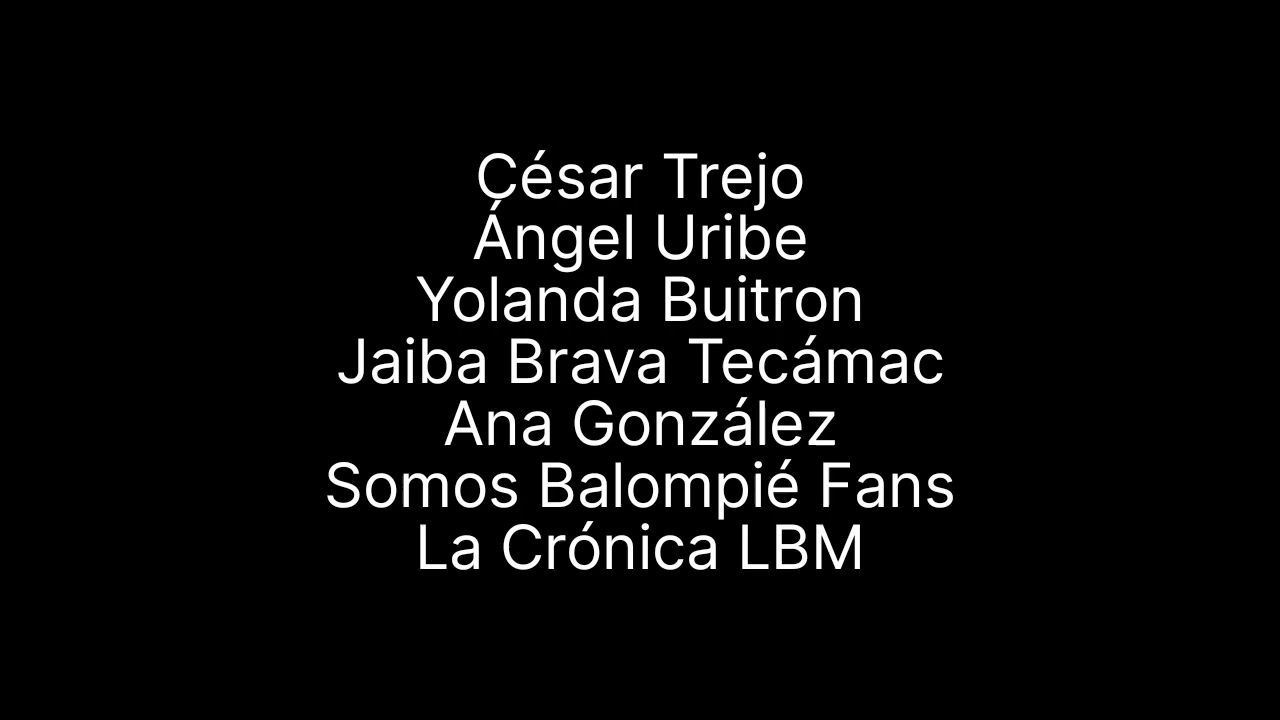 César Trejo
Ángel Uribe
Yolanda Buitron
Jaiba Brava Tecámac
Ana González
Somos Balompié Fans
La Crónica LBM